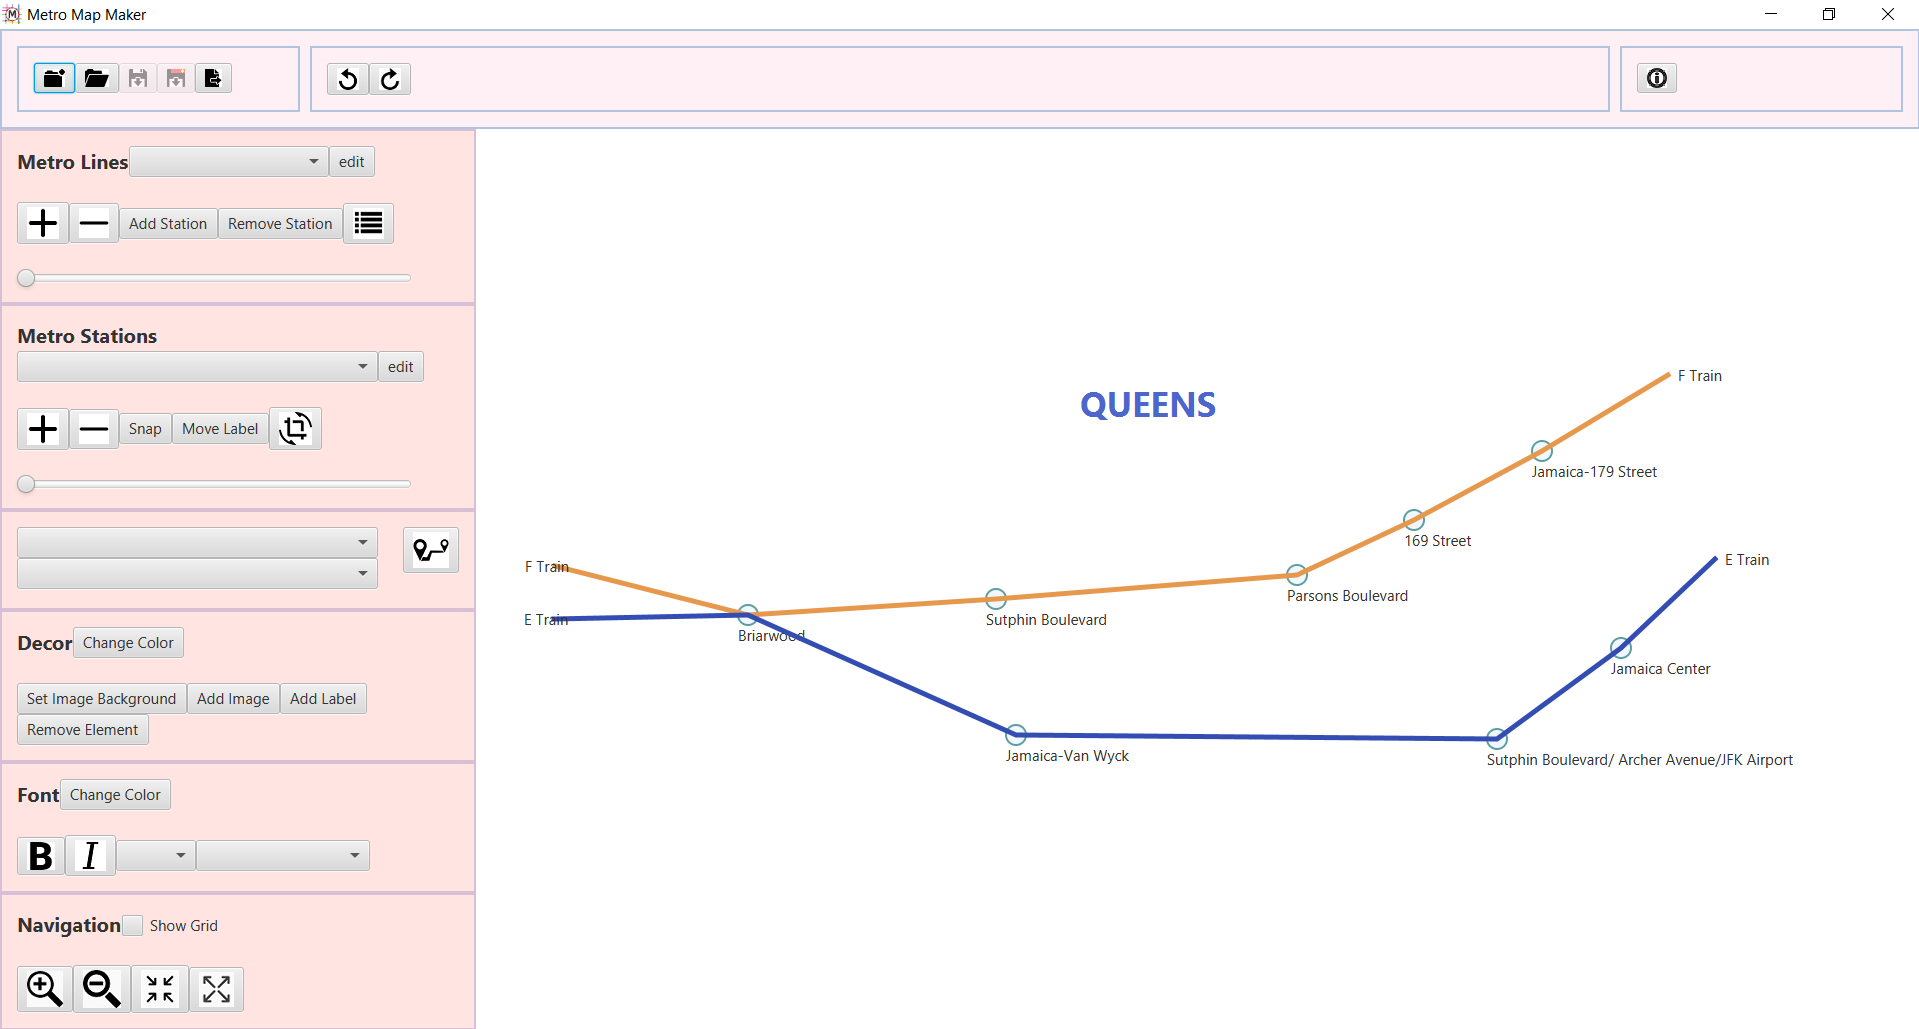 Metro Map Maker
Metro Lines edit
Add Station Remove Station
Metro Stations
edit
Snap Move Label
Decor Change Color
Set Image Background Add Image Add Label
Remove Element
Font Change Color
B I
Navigation Show Grid
QUEENS
F Train
Jamaica-179 Street
169 Street
F Train
E Train
Parsons Boulevard
E Train
Sutphin Boulevard
Briarwood
Jamaica Center
Jamaica-Van Wyck
Sutphin Boulevard/ Archer Avenue/JFK Airport